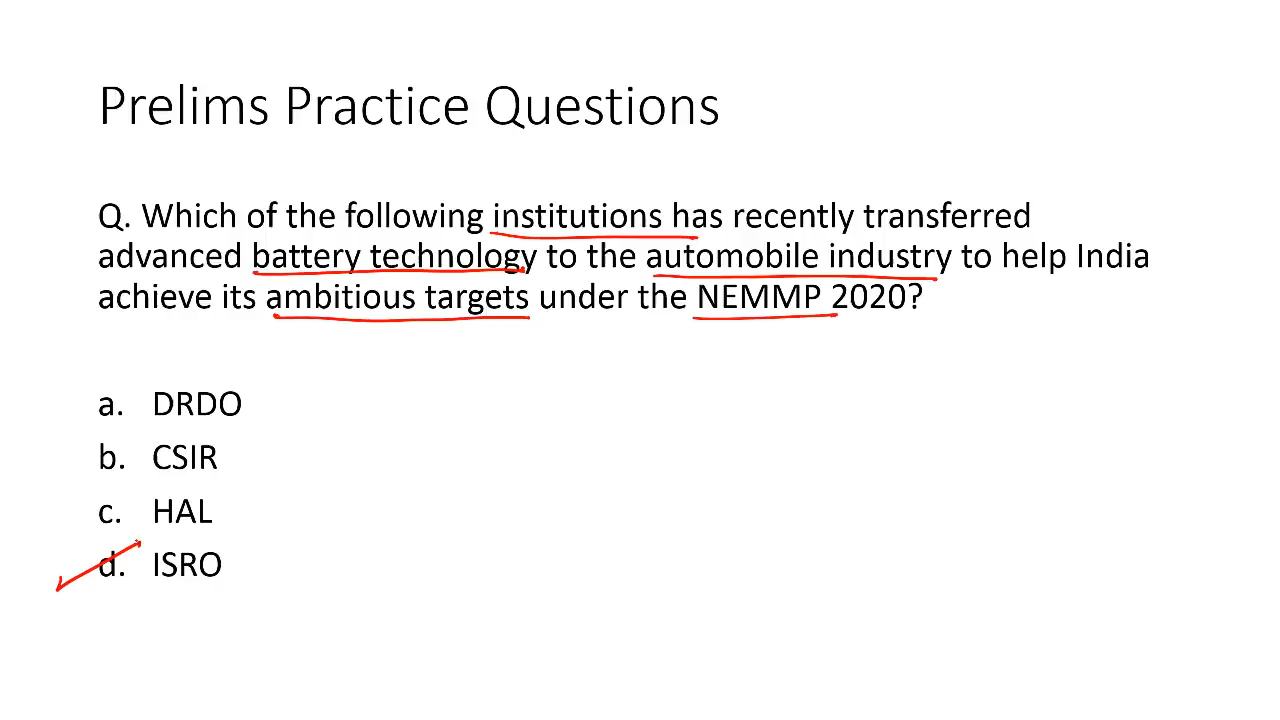 Prelims Practice Questions
Q. Which of the following institutions has recently transferred
advanced battery technology to the automobile industry to help India
achieve its ambitious targets under the NEMMP 2020?
a. DRDO
b. CSIR
c. HAL
d. ISRO